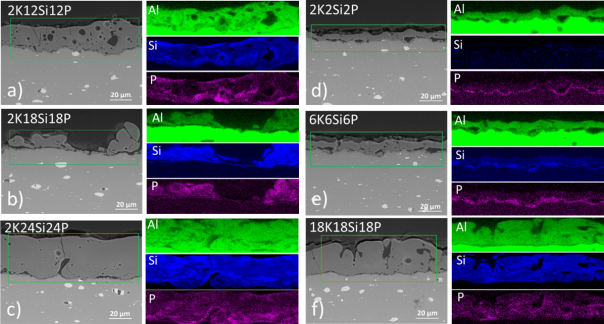 2K12Si12P
Al
Si
P
a)
20 µm
2K18Si18P
Al
Si
P
b)
20 µm
2K24Si24P
Al
Si
P
c)
20 µm
2K2Si2P
Al
Si
P
d)
20 µm
6K6Si6P
Al
Si
P
e)
20 µm
18K18Si18P
Al
Si
P
f)
20 µm